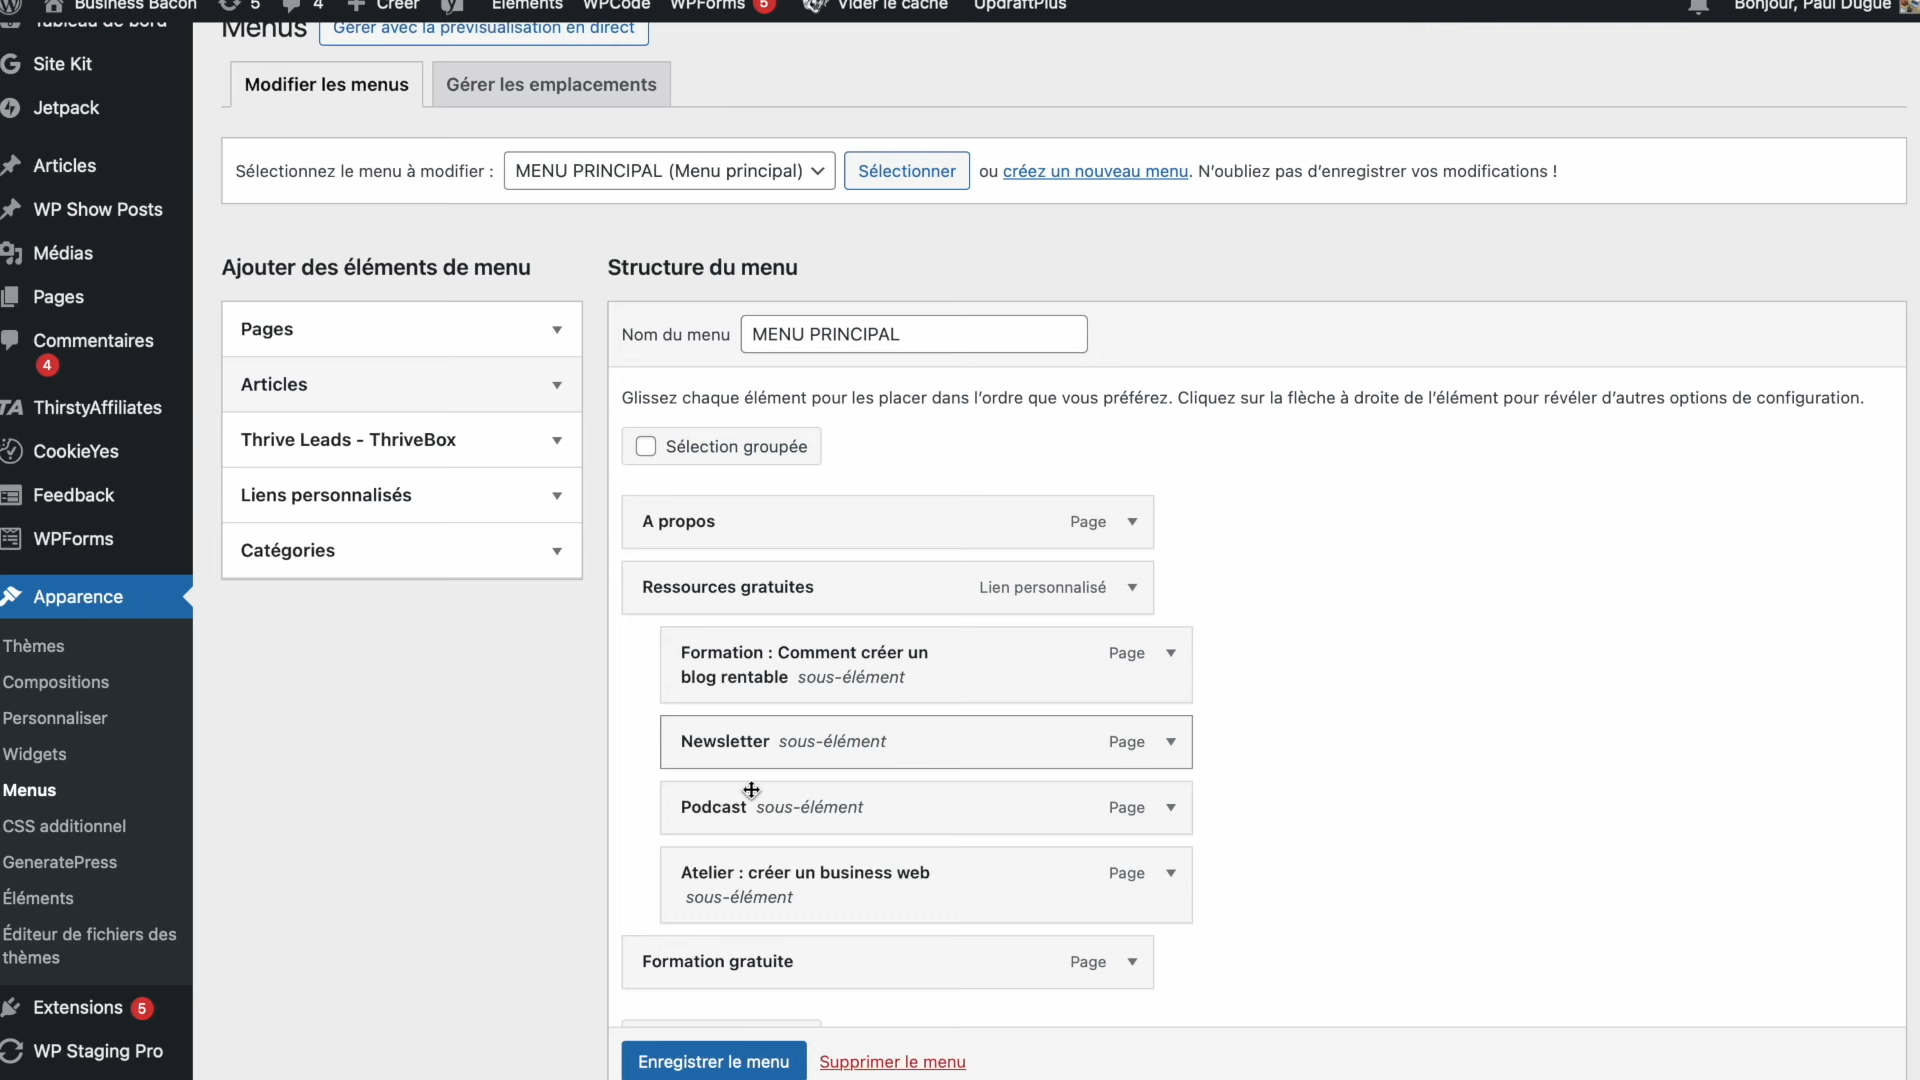 Business Bacon
5
4
Créer
Éléments
WPCode
WPForms 5
Vider le cache
UpdraftPlus
Bonjour, Paul Dugué
Tableau de bord
Site Kit
Jetpack
Articles
WP Show Posts
Médias
Pages
Commentaires
4
ThirstyAffiliates
CookieYes
Feedback
WPForms
Apparence
Thèmes
Compositions
Personnaliser
Widgets
Menus
CSS additionnel
GeneratePress
Éléments
Éditeur de fichiers des
thèmes
Extensions 5
WP Staging Pro
Menus
Gérer avec la prévisualisation en direct
Modifier les menus
Gérer les emplacements
Sélectionnez le menu à modifier : MENU PRINCIPAL (Menu principal) Sélectionner ou créez un nouveau menu. N'oubliez pas d'enregistrer vos modifications !
Ajouter des éléments de menu
Pages
Articles
Thrive Leads - ThriveBox
Liens personnalisés
Catégories
Structure du menu
Nom du menu MENU PRINCIPAL
Glissez chaque élément pour les placer dans l'ordre que vous préférez. Cliquez sur la flèche à droite de l'élément pour révéler d'autres options de configuration.
Sélection groupée
A propos Page
Ressources gratuites Lien personnalisé
Formation : Comment créer un Page
blog rentable sous-élément
Newsletter sous-élément Page
Podcast sous-élément Page
Atelier : créer un business web Page
sous-élément
Formation gratuite Page
Enregistrer le menu Supprimer le menu